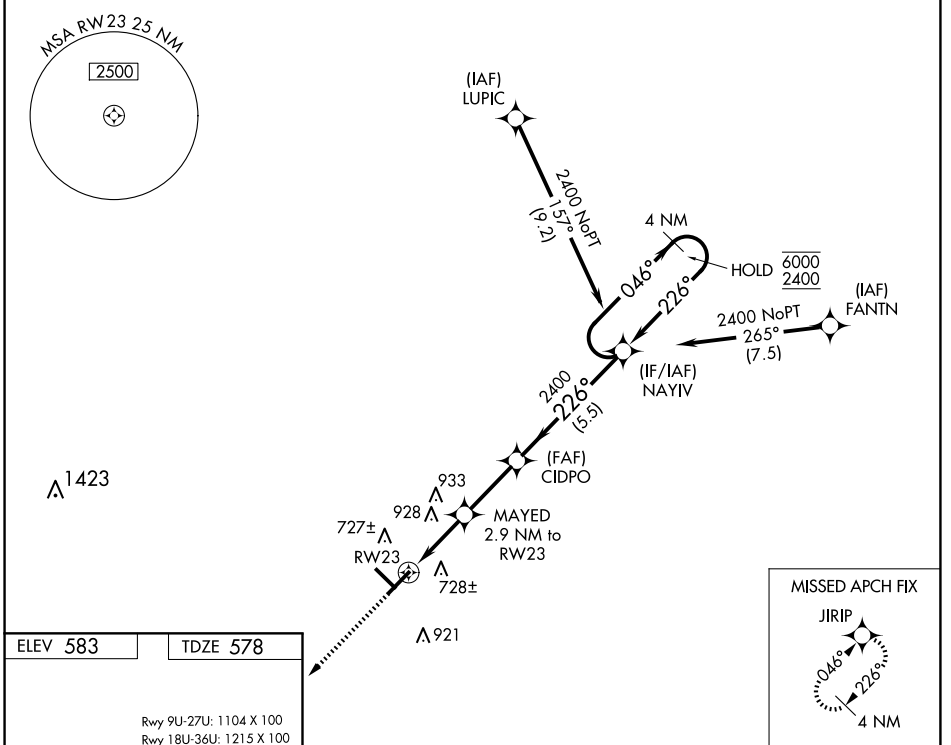 MSA RW23 25 NM
2500
(IAF)
LUPIC
2400 NoPT
157°
(9.2)
4 NM
HOLD
6000
2400
046°
226°
(IAF)
FANTN
2400 NoPT
265°
(7.5)
(IF/IAF)
NAYIV
2400
226°
(5.5)
(FAF)
CIDPO
1423
933
928
MAYED
2.9 NM to
RW23
727±
RW23
728±
921
MISSED APCH FIX
JIRIP
046°
226°
4 NM
ELEV 583
TDZE 578
Rwy 9U-27U: 1104 X 100
Rwy 18U-36U: 1215 X 100